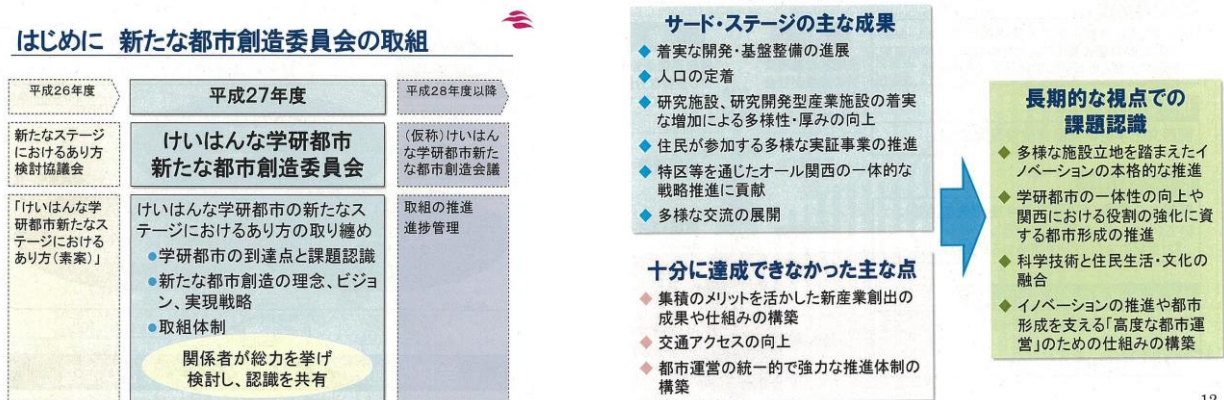 はじめに 新たな都市創造委員会の取組
平成26年度
新たなステージ
におけるあり方
検討協議会
「けいはんな学
研都市新たなス
テージにおける
あり方(素案)」
平成27年度
けいはんな学研都市
新たな都市創造委員会
けいはんな学研都市の新たなス
テージにおけるあり方の取り纏め
●学研都市の到達点と課題認識
●新たな都市創造の理念、ビジョ
ン、実現戦略
●取組体制
関係者が総力を挙げ
検討し、認識を共有
平成28年度以降
(仮称)けいはん
な学研都市新た
な都市創造会議
取組の推進
進捗管理
サード・ステージの主な成果
◆ 着実な開発・基盤整備の進展
◆ 人口の定着
◆ 研究施設、研究開発型産業施設の着実
な増加による多様性・厚みの向上
◆ 住民が参加する多様な実証事業の推進
◆ 特区等を通じたオール関西の一体的な
戦略推進に貢献
◆ 多様な交流の展開
十分に達成できなかった主な点
◆ 集積のメリットを活かした新産業創出の
成果や仕組みの構築
◆ 交通アクセスの向上
◆ 都市運営の統一的で強力な推進体制の
構築
長期的な視点での
課題認識
◆ 多様な施設立地を踏まえたイ
ノベーションの本格的な推進
◆ 学研都市の一体性の向上や
関西における役割の強化に資
する都市形成の推進
◆ 科学技術と住民生活・文化の
融合
◆ イノベーションの推進や都市
形成を支える「高度な都市運
営」のための仕組みの構築